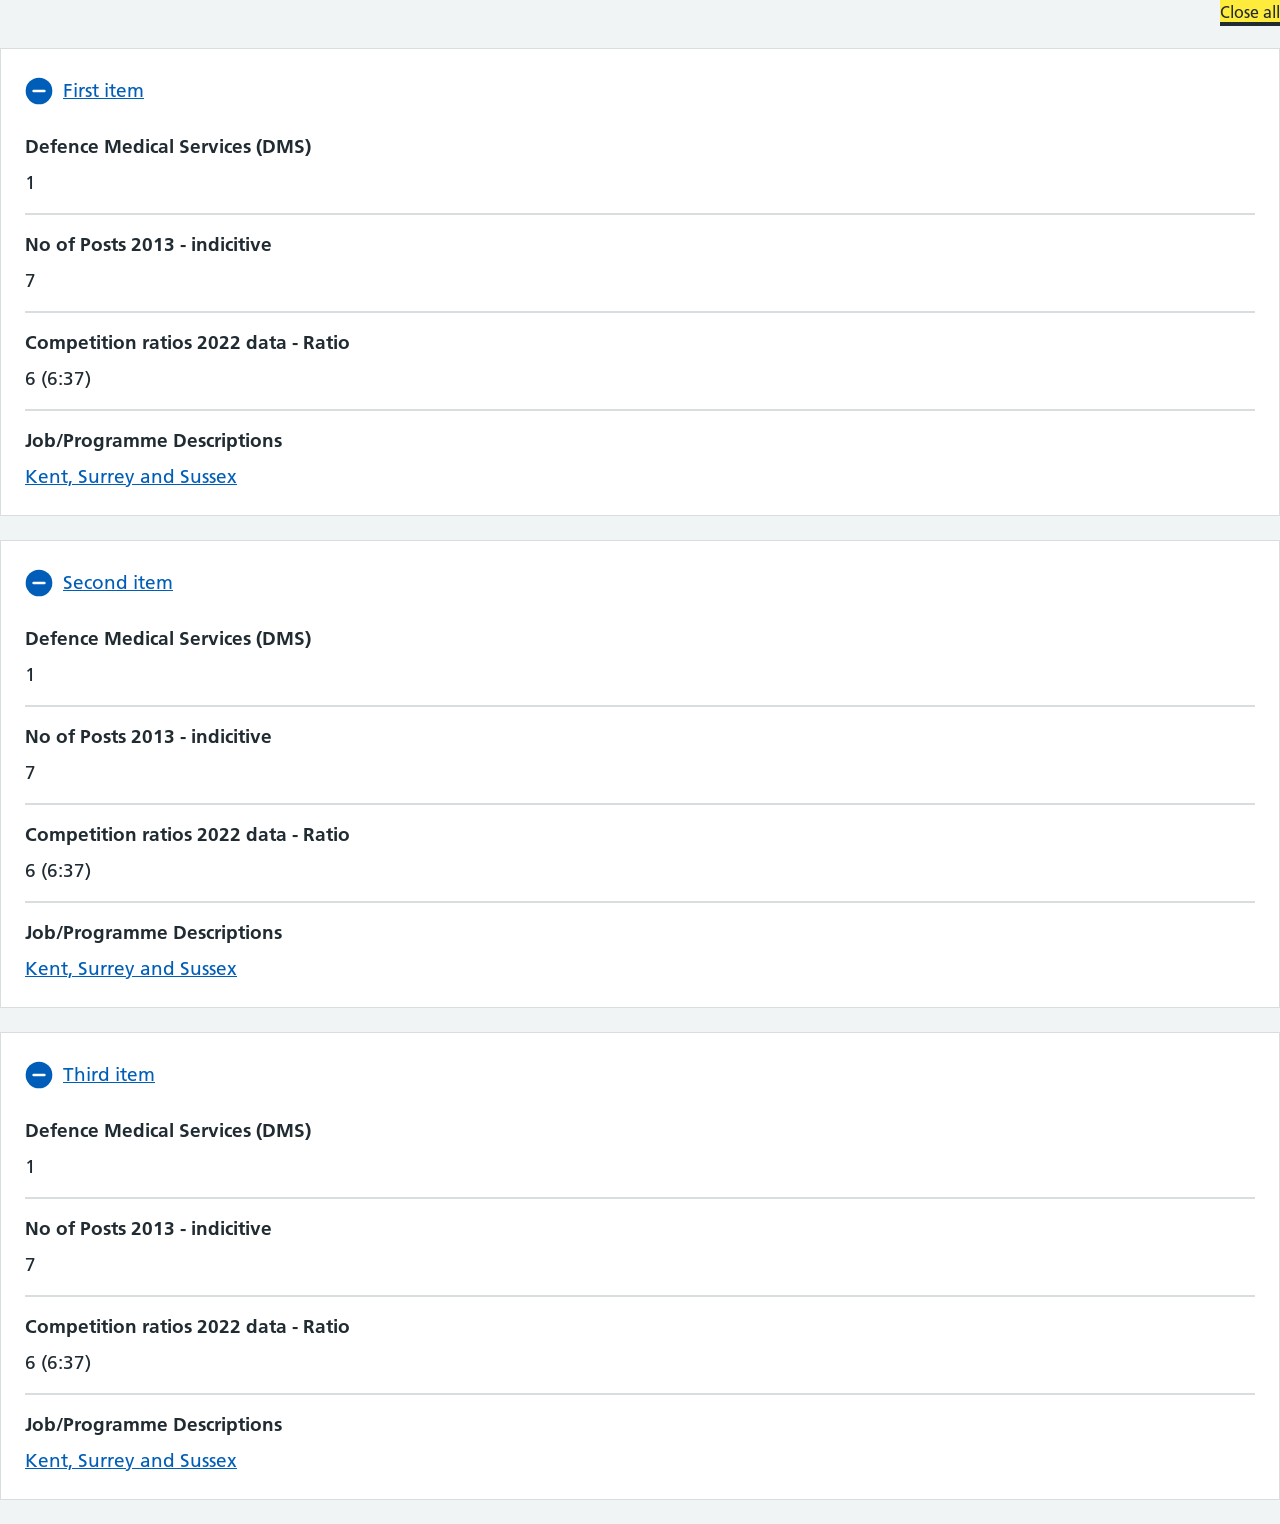 Close all
First item
Defence Medical Services (DMS)
1
No of Posts 2013 - indicitive
7
Competition ratios 2022 data - Ratio
6 (6:37)
Job/Programme Descriptions
Kent, Surrey and Sussex
Second item
Defence Medical Services (DMS)
1
No of Posts 2013 - indicitive
7
Competition ratios 2022 data - Ratio
6 (6:37)
Job/Programme Descriptions
Kent, Surrey and Sussex
Third item
Defence Medical Services (DMS)
1
No of Posts 2013 - indicitive
7
Competition ratios 2022 data - Ratio
6 (6:37)
Job/Programme Descriptions
Kent, Surrey and Sussex